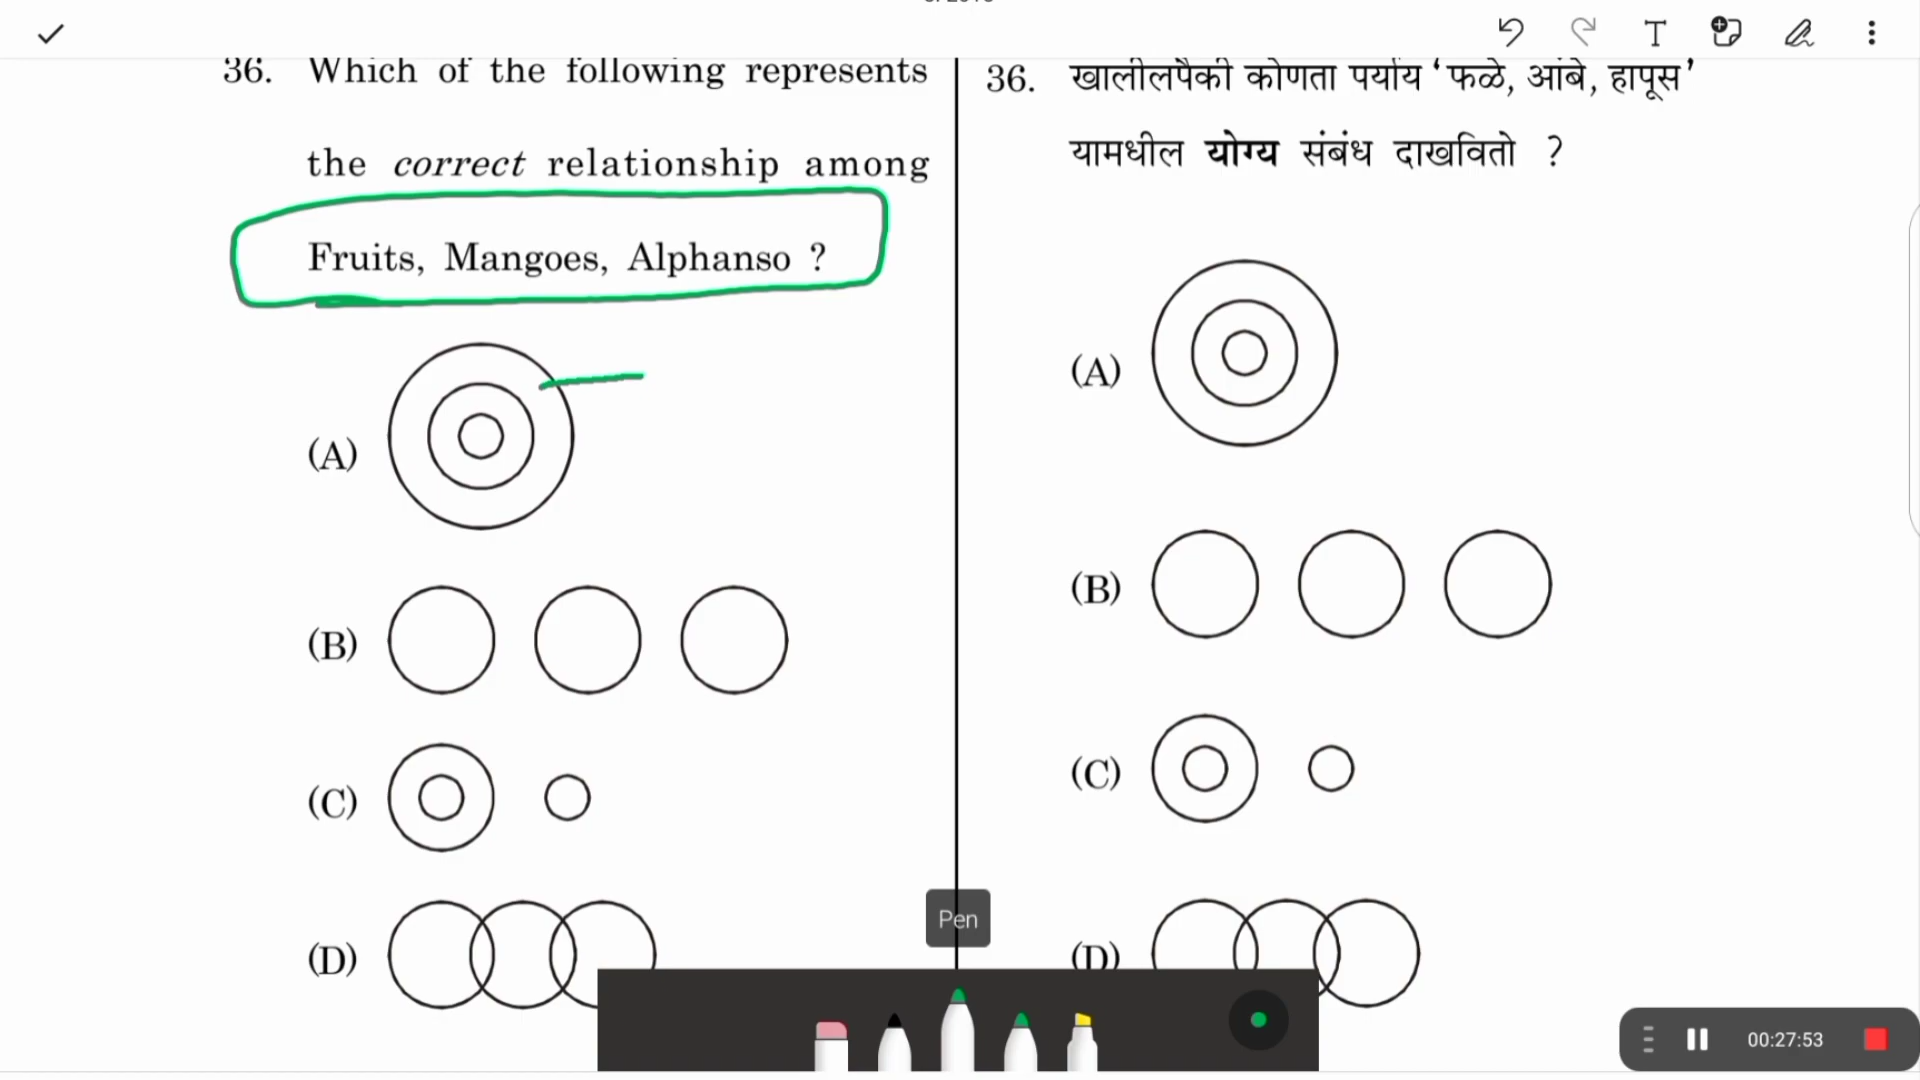 36. Which of the following represents
the correct relationship among
Fruits, Mangoes, Alphanso ?
(A)
(B)
(C)
(D)
36. खालीलपैकी कोणता पर्याय ‘फळे, आंबे, हापूस’
यामधील योग्य संबंध दाखवितो ?
(A)
(B)
(C)
(D)
Pen
00:27:53